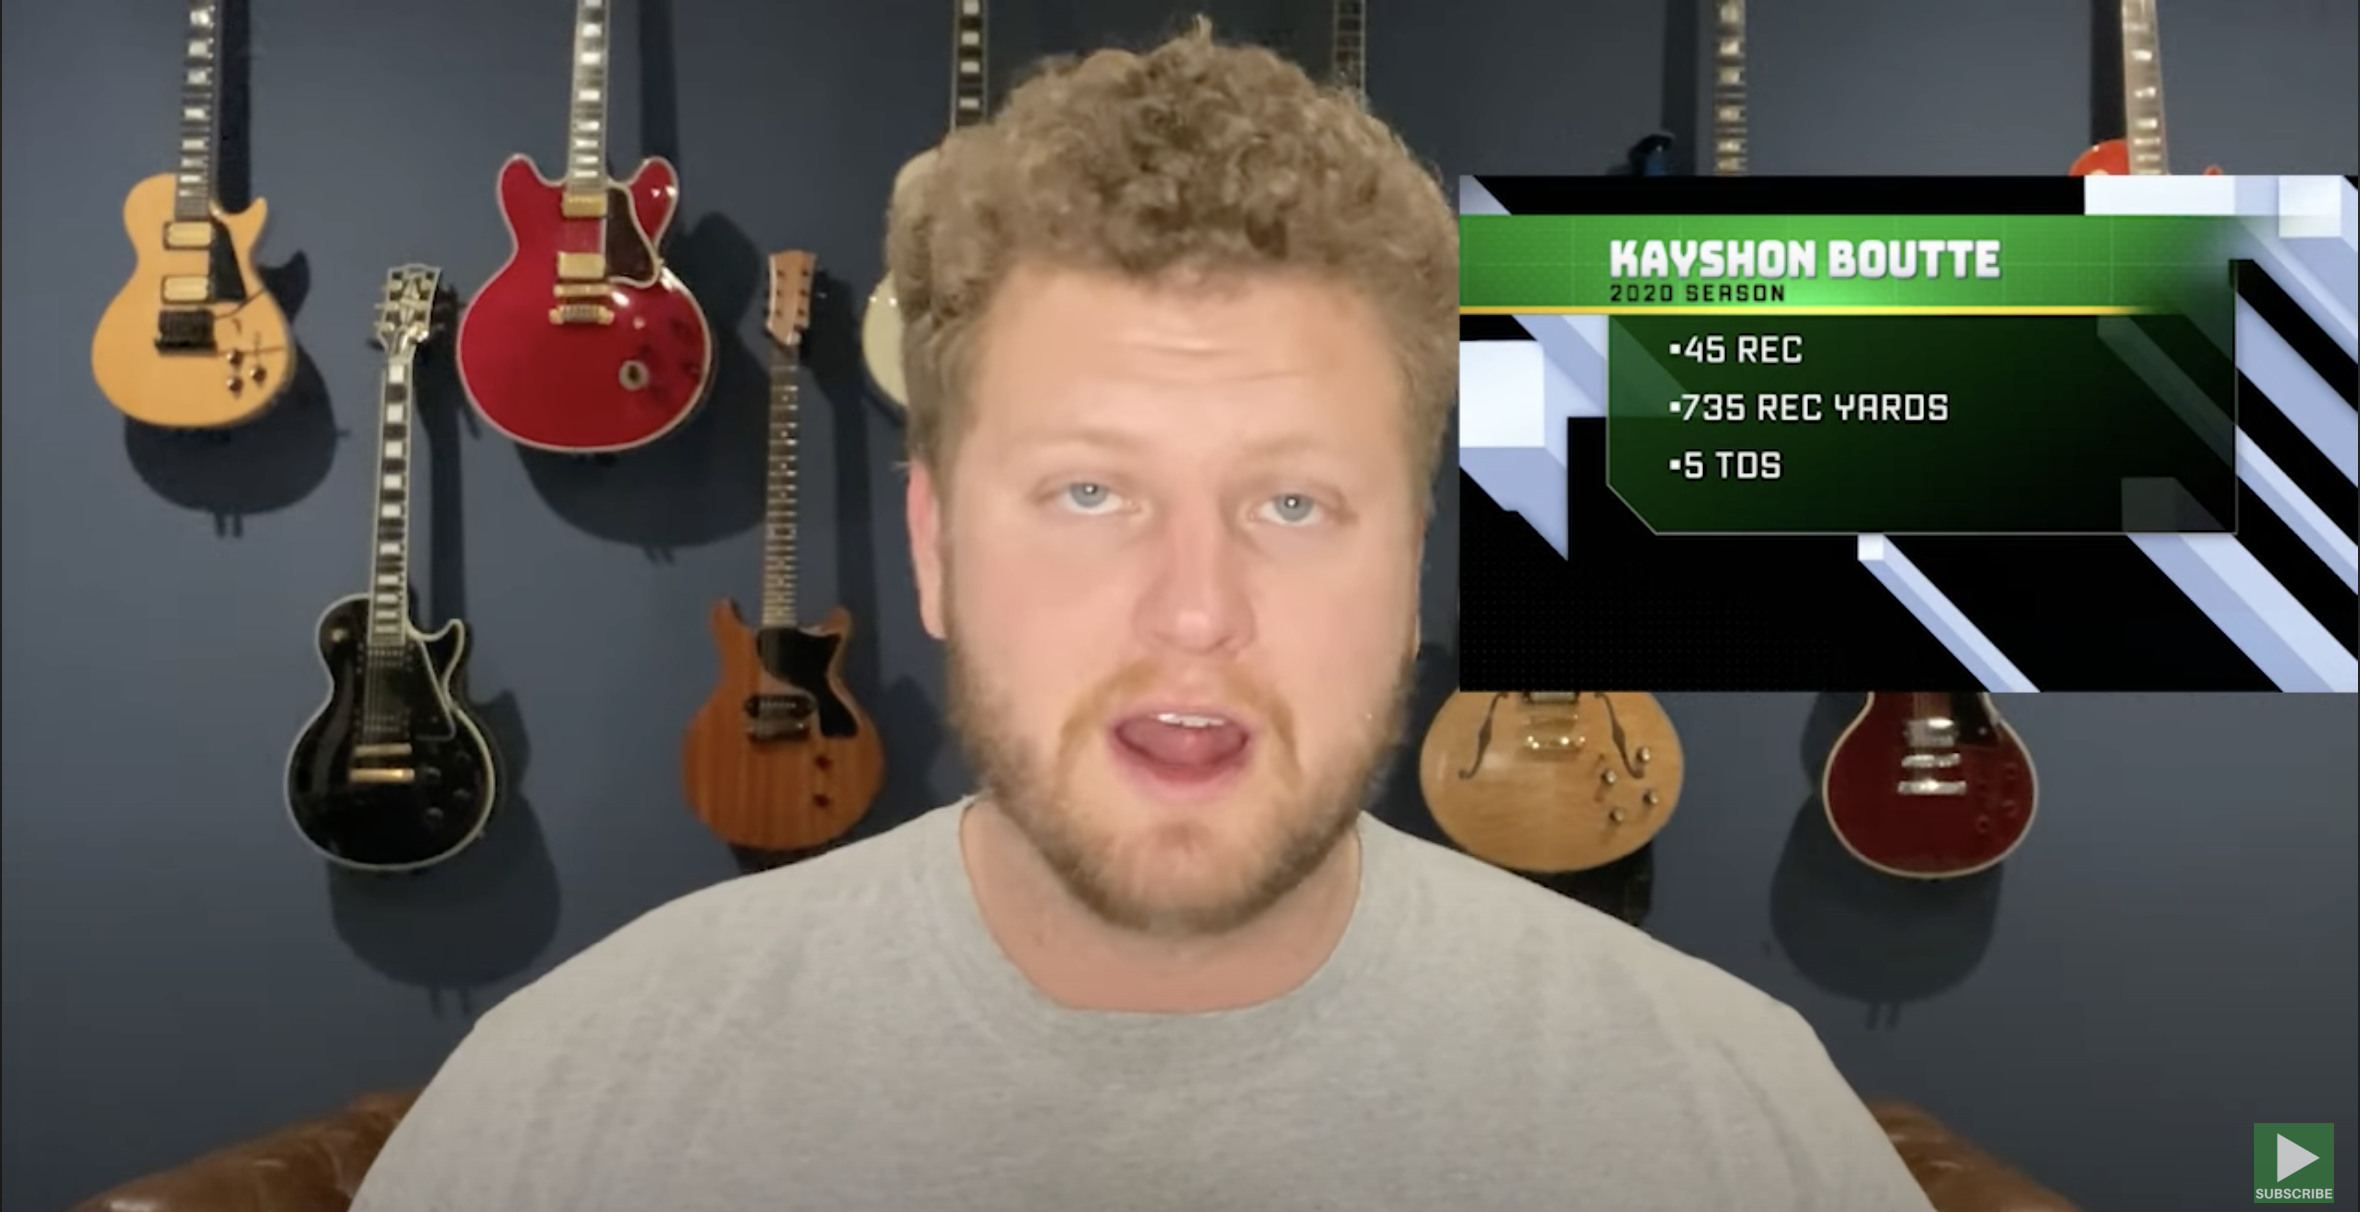 KAYSHON BOUTTE
2020 SEASON
▪45 REC
▪735 REC YARDS
▪5 TDS
SUBSCRIBE